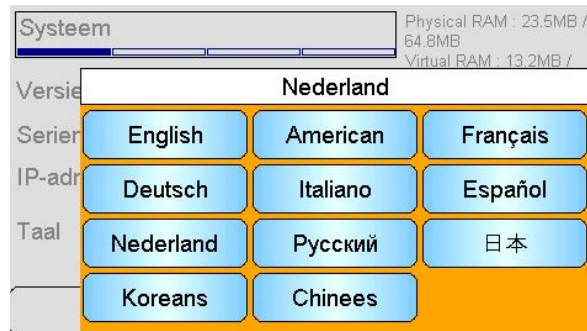 Systeem
Physical RAM : 23.5MB /
64.8MB
Virtual RAM : 13.2MB /
Nederland
Versie
Serien
IP-adr
Taal
English American Français
Deutsch Italiano Español
Nederland Русский 日本
Koreans Chinees